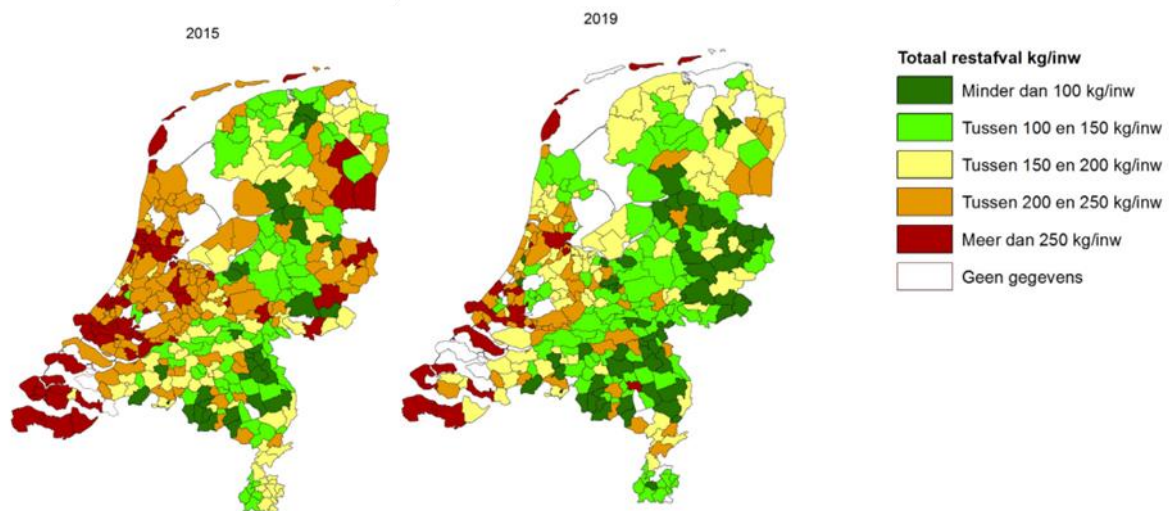 2015
2019
Totaal restafval kg/inw
Minder dan 100 kg/inw
Tussen 100 en 150 kg/inw
Tussen 150 en 200 kg/inw
Tussen 200 en 250 kg/inw
Meer dan 250 kg/inw
Geen gegevens